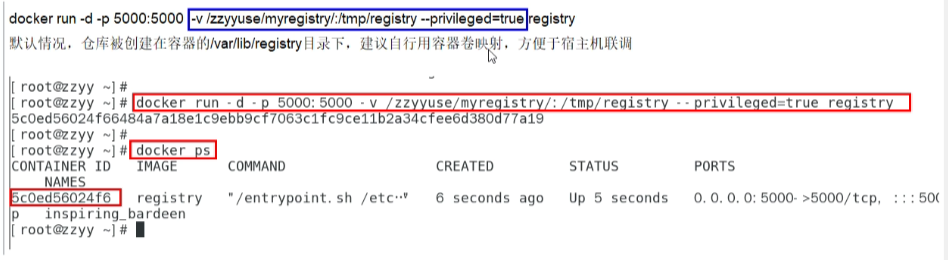 docker run -d -p 5000:5000 -v /zzyyuse/myregistry/:/tmp/registry --privileged=true registry
默认情况，仓库被创建在容器的/var/lib/registry目录下，建议自行用容器卷映射，方便于宿主机联调
[root@zzyy ~]#
[root@zzyy ~]# docker run -d -p 5000:5000 -v /zzyyuse/myregistry/:/tmp/registry --privileged=true registry
5c0ed56024f66484a7a18e1c9ebb9cf7063c1fc9ce11b2a34cfee6d380d77a19
[root@zzyy ~]#
[root@zzyy ~]# docker ps
CONTAINER ID IMAGE COMMAND CREATED STATUS PORTS
NAMES
5c0ed56024f6 registry "/entrypoint.sh /etc…" 6 seconds ago Up 5 seconds 0.0.0.0:5000->5000/tcp, :::500
p inspiring_bardeen
[root@zzyy ~]#